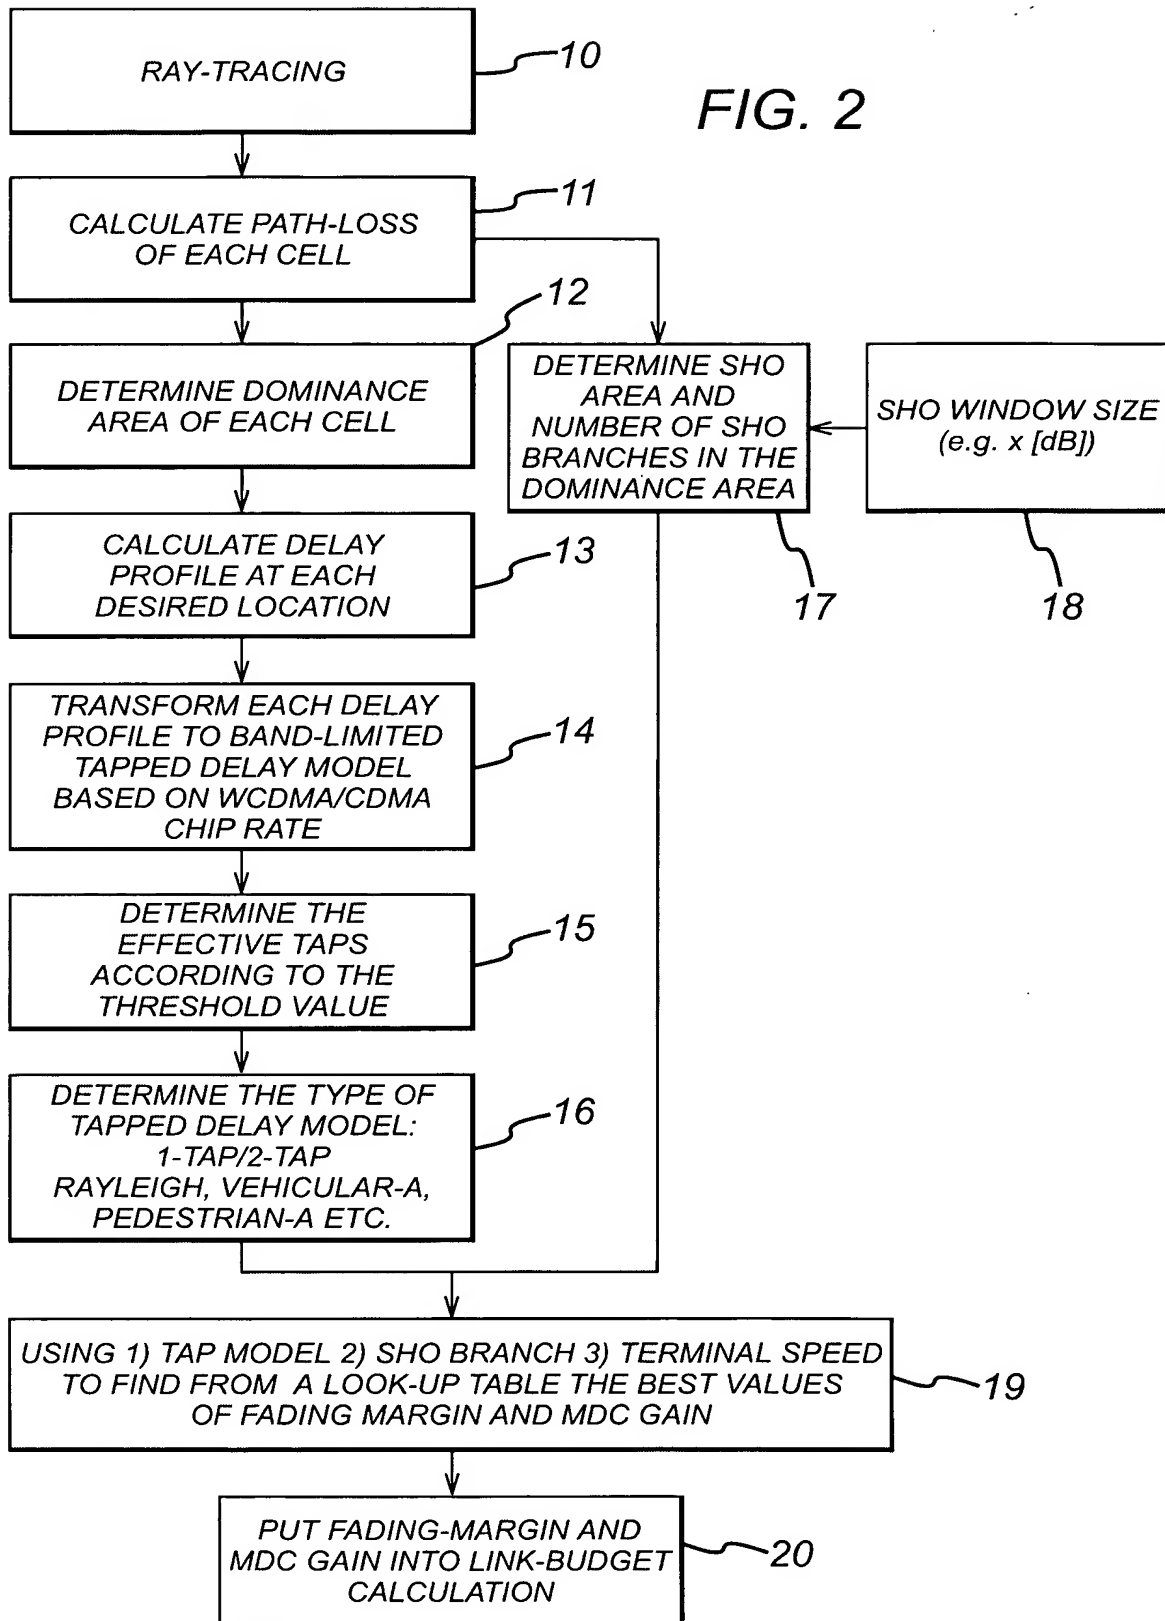 RAY-TRACING
10
FIG. 2
CALCULATE PATH-LOSS
OF EACH CELL
11
DETERMINE DOMINANCE
AREA OF EACH CELL
12
DETERMINE SHO
AREA AND
NUMBER OF SHO
BRANCHES IN THE
DOMINANCE AREA
17
SHO WINDOW SIZE
(e.g. x [dB])
18
CALCULATE DELAY
PROFILE AT EACH
DESIRED LOCATION
13
TRANSFORM EACH DELAY
PROFILE TO BAND-LIMITED
TAPPED DELAY MODEL
BASED ON WCDMA/CDMA
CHIP RATE
14
DETERMINE THE
EFFECTIVE TAPS
ACCORDING TO THE
THRESHOLD VALUE
15
DETERMINE THE TYPE OF
TAPPED DELAY MODEL:
1-TAP/2-TAP
RAYLEIGH, VEHICULAR-A,
PEDESTRIAN-A ETC.
16
USING 1) TAP MODEL 2) SHO BRANCH 3) TERMINAL SPEED
TO FIND FROM A LOOK-UP TABLE THE BEST VALUES
OF FADING MARGIN AND MDC GAIN
19
PUT FADING-MARGIN AND
MDC GAIN INTO LINK-BUDGET
CALCULATION
20